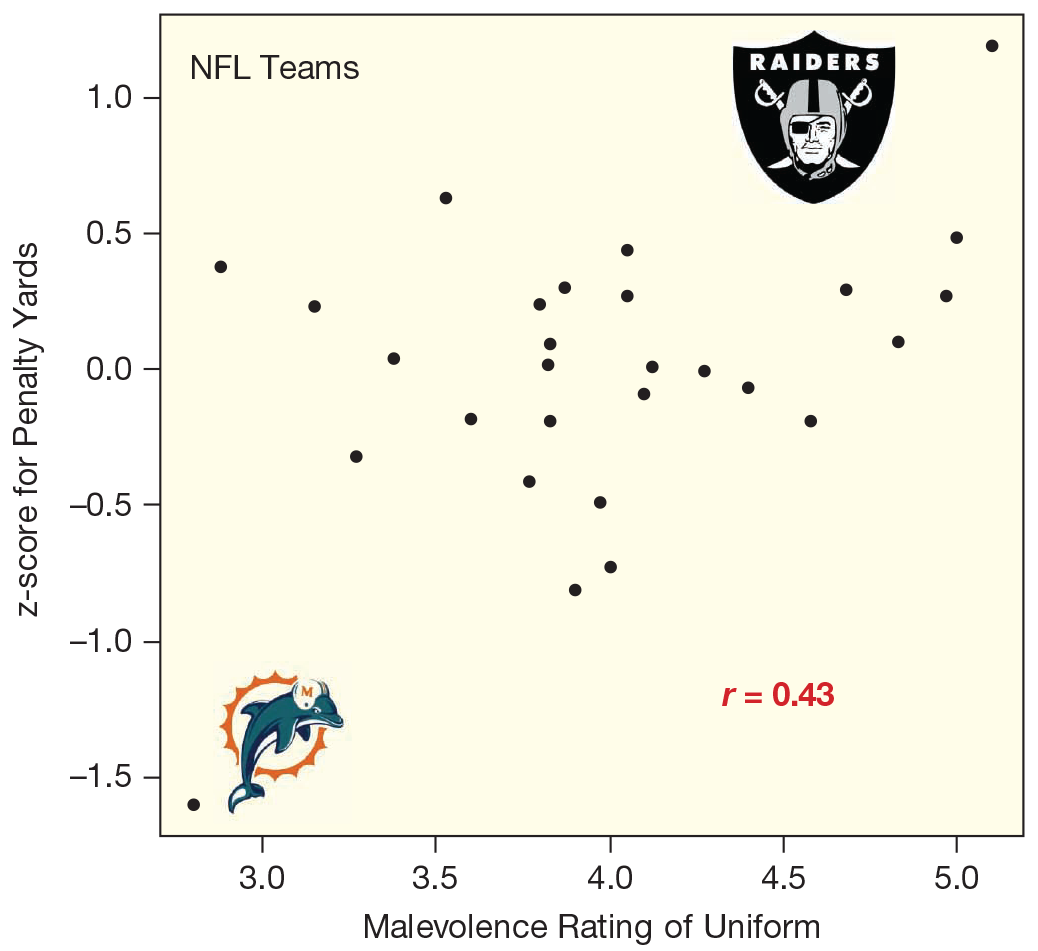 NFL Teams
RAIDERS
1.0
0.5
0.0
–0.5
–1.0
–1.5
z-score for Penalty Yards
M
r = 0.43
3.0 3.5 4.0 4.5 5.0
Malevolence Rating of Uniform